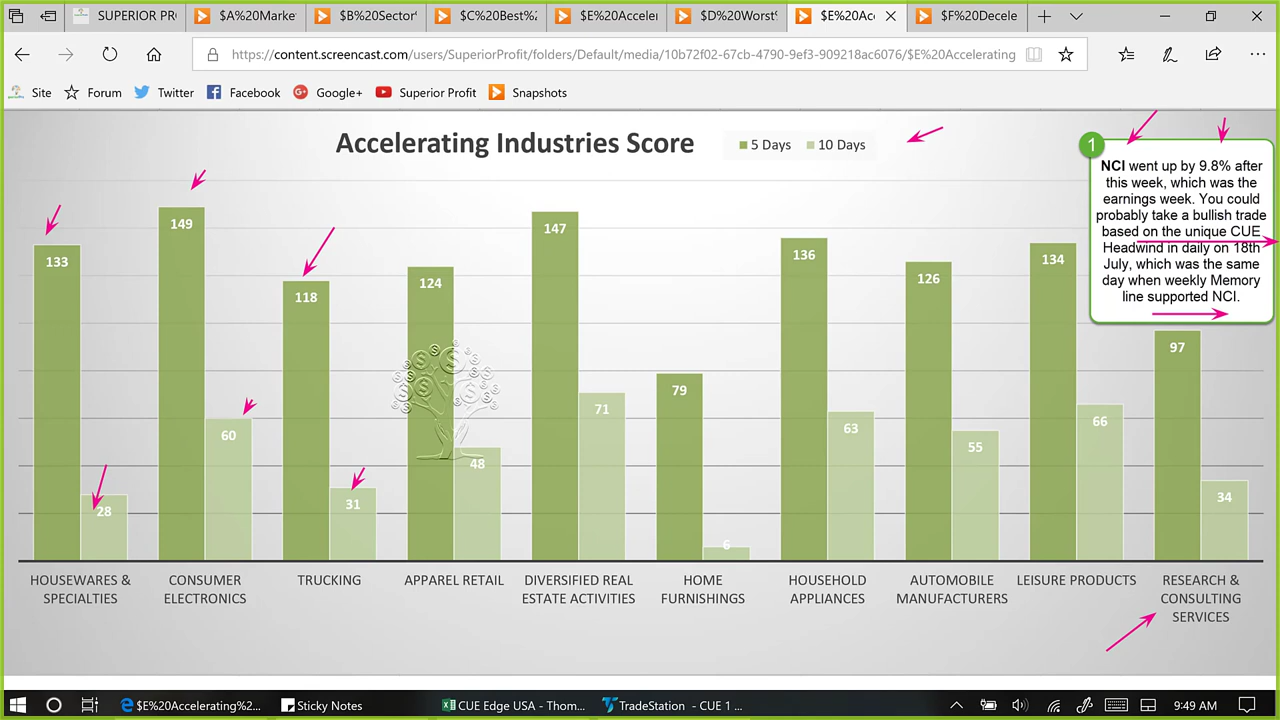 SUPERIOR PRO
$A%20Marke
$B%20Sector
$C%20Best%2
$E%20Acceler
$D%20Worst%
$E%20Ac
$F%20Decele
https://content.screencast.com/users/SuperiorProfit/folders/Default/media/10b72f02-67cb-4790-9ef3-909218ac6076/$E%20Accelerating
Site
Forum
Twitter
Facebook
Google+
Superior Profit
Snapshots
Accelerating Industries Score
5 Days
10 Days
1
NCI went up by 9.8% after
this week, which was the
earnings week. You could
probably take a bullish trade
based on the unique CUE
Headwind in daily on 18th
July, which was the same
day when weekly Memory
line supported NCI.
133
28
149
60
118
31
124
48
147
71
79
6
136
63
126
55
134
66
97
34
HOUSEWARES &
SPECIALTIES
CONSUMER
ELECTRONICS
TRUCKING
APPAREL RETAIL
DIVERSIFIED REAL
ESTATE ACTIVITIES
HOME
FURNISHINGS
HOUSEHOLD
APPLIANCES
AUTOMOBILE
MANUFACTURERS
LEISURE PRODUCTS
RESEARCH &
CONSULTING
SERVICES
$E%20Accelerating%2...
Sticky Notes
CUE Edge USA - Thom...
TradeStation - CUE 1 ...
9:49 AM